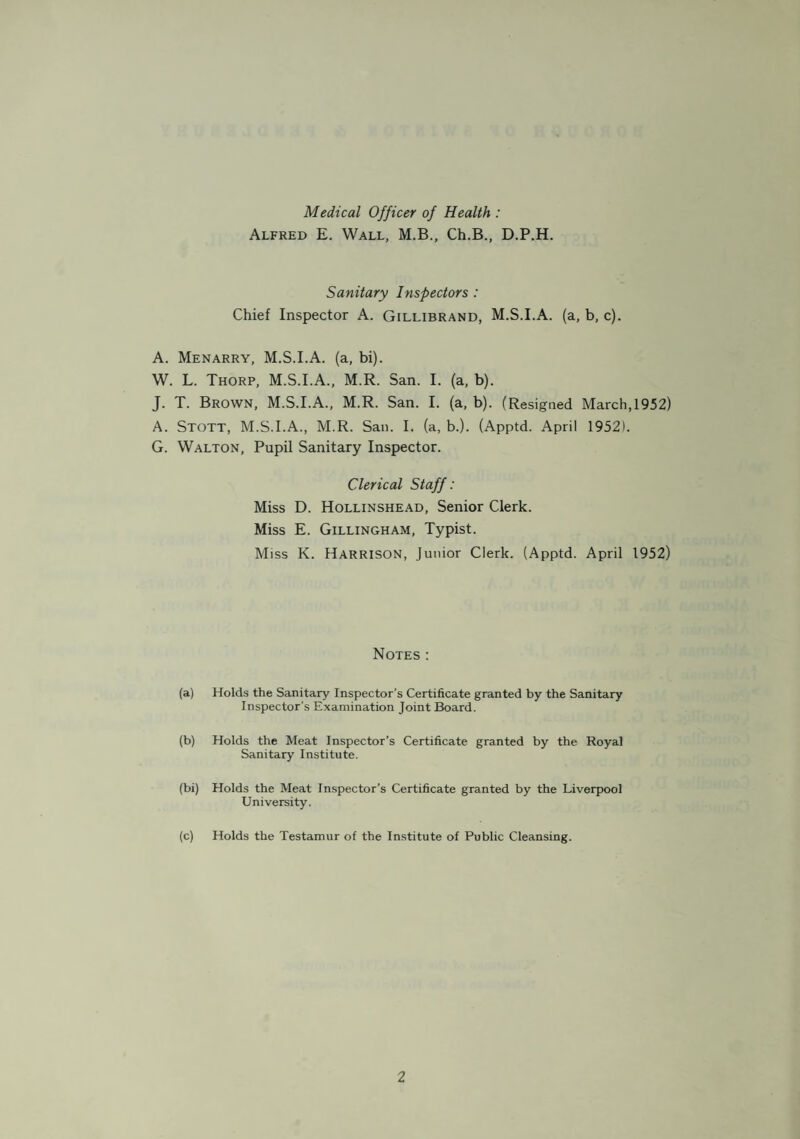 Medical Officer of Health :
Alfred E. Wall, M.B., Ch.B., D.P.H.
Sanitary Inspectors :
Chief Inspector A. Gillibrand, M.S.I.A. (a, b, c).
A. Menarry, M.S.I.A. (a, bi).
W. L. Thorp, M.S.I.A., M.R. San. I. (a, b).
J. T. Brown, M.S.I.A., M.R. San. I. (a, b). (Resigned March,1952)
A. Stott, M.S.I.A., M.R. San. I. (a, b.). (Apptd. April 1952).
G. Walton, Pupil Sanitary Inspector.
Clerical Staff :
Miss D. Hollinshead, Senior Clerk.
Miss E. Gillingham, Typist.
Miss K. Harrison, Junior Clerk. (Apptd. April 1952)
Notes :
(a) Holds the Sanitary Inspector's Certificate granted by the Sanitary
Inspector's Examination Joint Board.
(b) Holds the Meat Inspector's Certificate granted by the Royal
Sanitary Institute.
(bi) Holds the Meat Inspector's Certificate granted by the Liverpool
University.
(c) Holds the Testamur of the Institute of Public Cleansing.
2